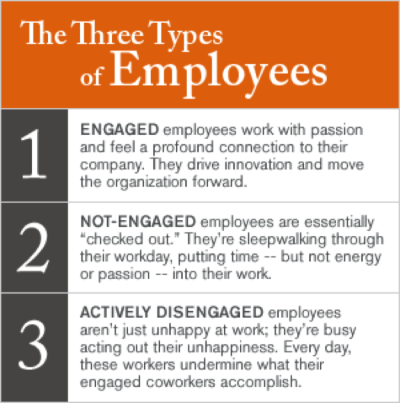 The Three Types
of Employees
1
ENGAGED employees work with passion
and feel a profound connection to their
company. They drive innovation and move
the organization forward.
2
NOT-ENGAGED employees are essentially
“checked out.” They’re sleepwalking through
their workday, putting time -- but not energy
or passion -- into their work.
3
ACTIVELY DISENGAGED employees
aren’t just unhappy at work; they’re busy
acting out their unhappiness. Every day,
these workers undermine what their
engaged coworkers accomplish.